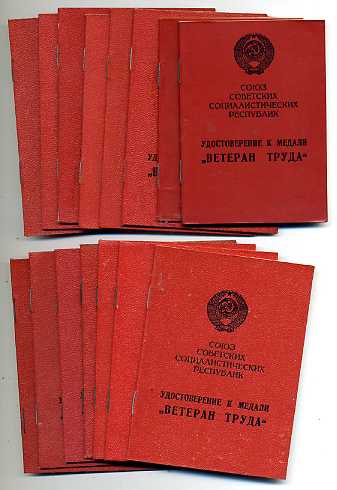 СОЮЗ
СОВЕТСКИХ
СОЦИАЛИСТИЧЕСКИХ
РЕСПУБЛИК
УДОСТОВЕРЕНИЕ К МЕДАЛИ
„ВЕТЕРАН ТРУДА“
СОЮЗ
СОВЕТСКИХ
СОЦИАЛИСТИЧЕСКИХ
РЕСПУБЛИК
УДОСТОВЕРЕНИЕ К МЕДАЛИ
„ВЕТЕРАН ТРУДА“